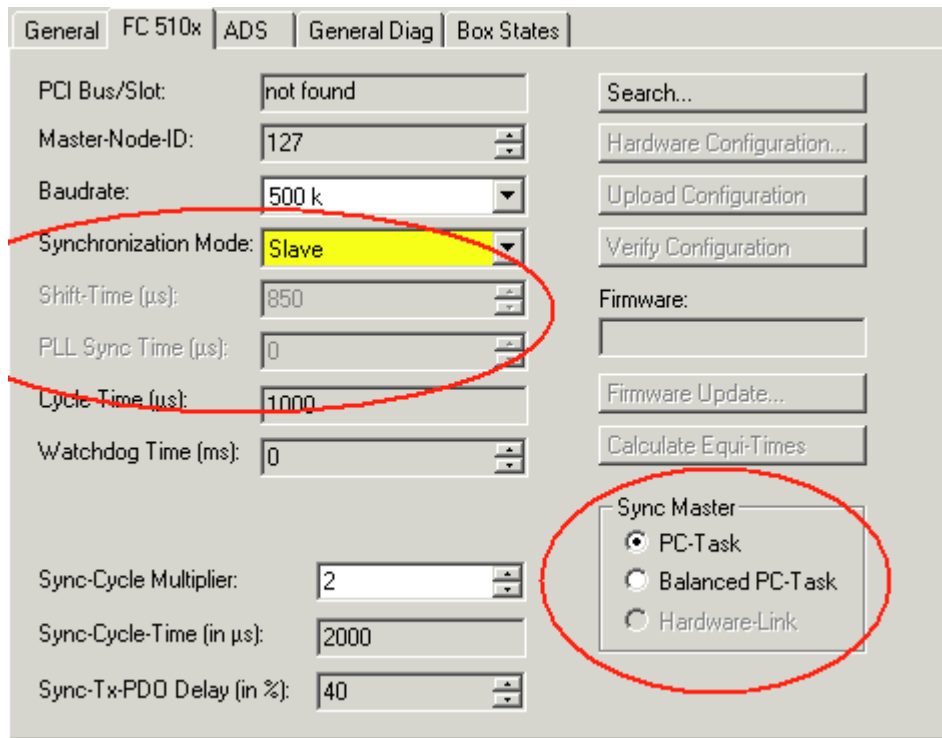 General FC 510x ADS General Diag Box States
PCI Bus/Slot: not found Search...
Master-Node-ID: 127 Hardware Configuration...
Baudrate: 500 k Upload Configuration
Synchronization Mode: Slave Verify Configuration
Shift-Time (µs): 850 Firmware:
PLL Sync Time (µs): 0
Cycle-Time (µs): 1000 Firmware Update...
Watchdog Time (ms): 0 Calculate Equi-Times
Sync Master
PC-Task
Sync-Cycle Multiplier: 2 Balanced PC-Task
Sync-Cycle-Time (in µs): 2000 Hardware-Link
Sync-Tx-PDO Delay (in %): 40